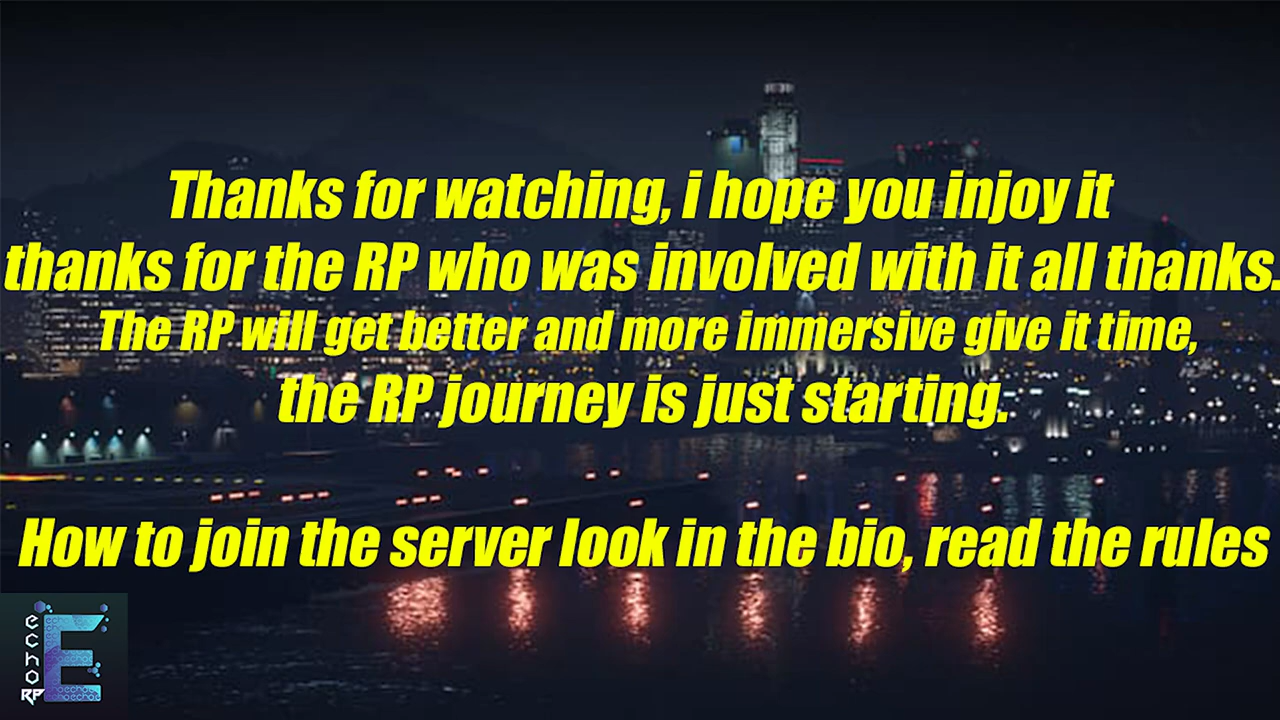 Thanks for watching, i hope you injoy it
thanks for the RP who was involved with it all thanks.
The RP will get better and more immersive give it time,
the RP journey is just starting.
How to join the server look in the bio, read the rules
echo
RP
E